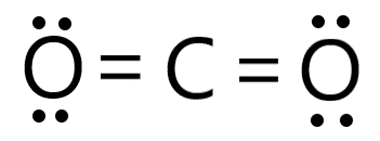 O = C = O